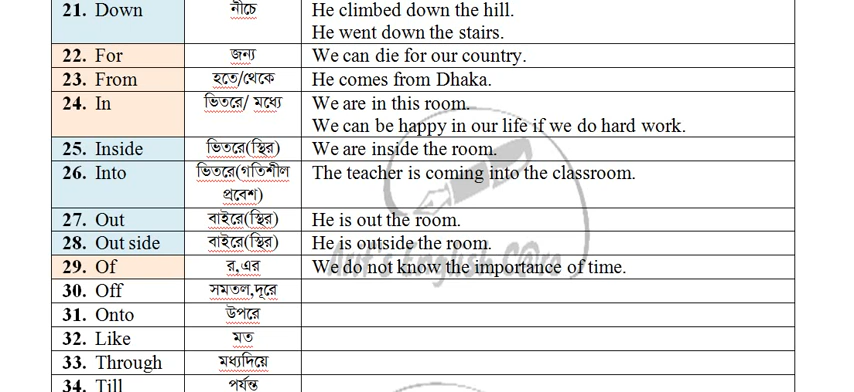 21. Down নীচে He climbed down the hill.
He went down the stairs.
22. For জন্য We can die for our country.
23. From হতে/থেকে He comes from Dhaka.
24. In ভিতরে/ মধ্যে We are in this room.
We can be happy in our life if we do hard work.
25. Inside ভিতরে(স্থির) We are inside the room.
26. Into ভিতরে(গতিশীল The teacher is coming into the classroom.
প্রবেশ)
27. Out বাইরে(স্থির) He is out the room.
28. Out side বাইরে(স্থির) He is outside the room.
29. Of র,এর We do not know the importance of time.
Arif's English C@re
30. Off সমতল,দূরে
31. Onto উপরে
32. Like মত
33. Through মধ্যদিয়ে
34. Till পর্যন্ত